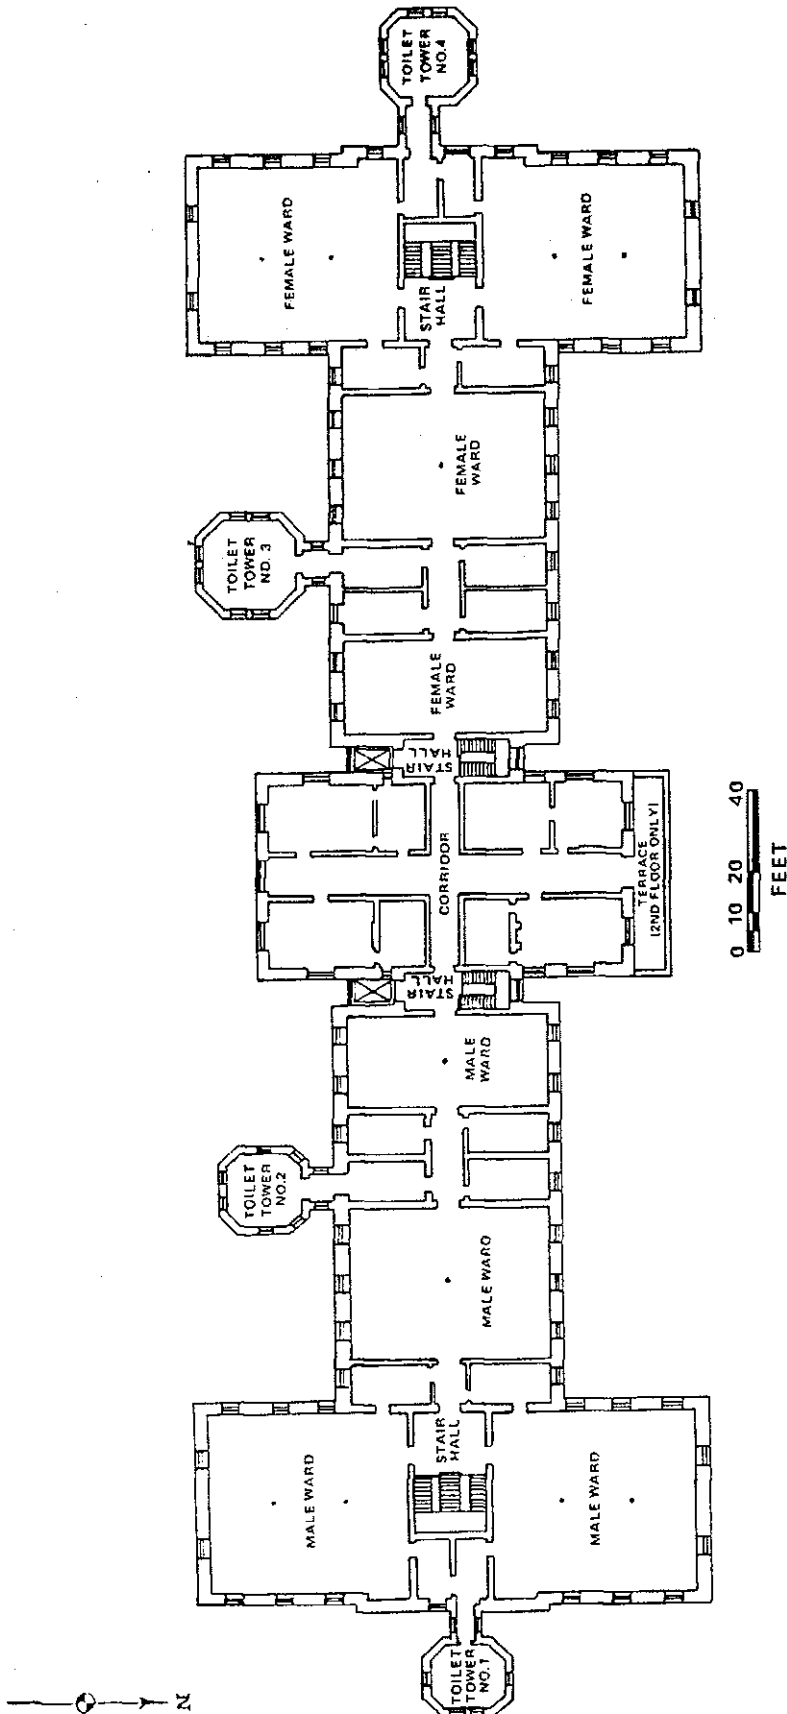 TOILET
TOWER
NO.4
FEMALE WARD
FEMALE WARD
STAIR
HALL
FEMALE
WARD
TOILET
TOWER
NO. 3
FEMALE
WARD
STAIR
HALL
CORRIDOR
TERRACE
(2ND FLOOR ONLY)
0 10 20 40
FEET
STAIR
HALL
MALE
WARD
TOILET
TOWER
NO.2
MALE WARD
STAIR
HALL
MALE WARD
MALE WARD
TOILET
TOWER
NO.1
N